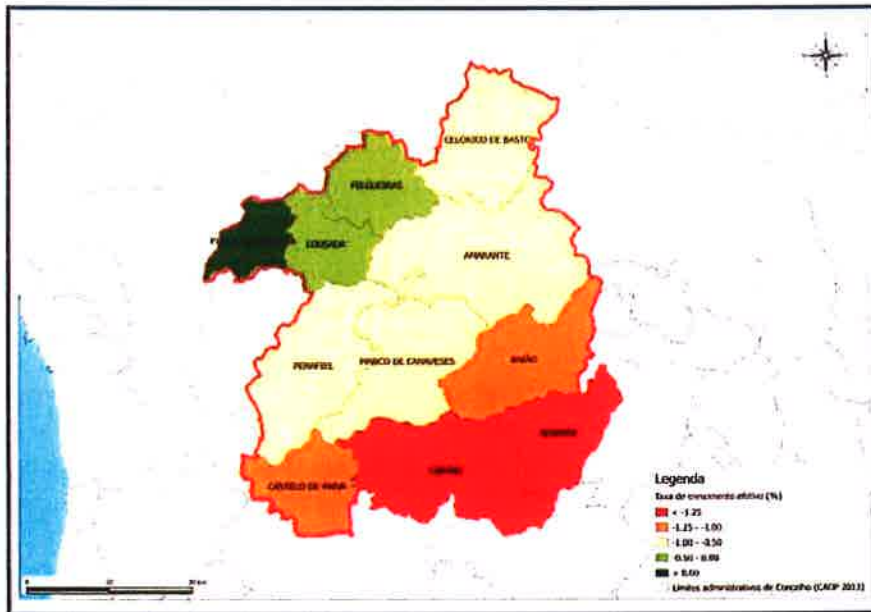 CELORICO DE BASTO
FELGUEIRAS
LOUSADA
AMARANTE
PENAFIEL
MARCO DE CANAVESES
BAIÃO
CASTELO DE PAIVA
Legenda
Taxa de crescimento efetivo (%)
< -1.25
-1.25 - -1.00
-1.00 - -0.50
-0.50 - 0.00
> 0.00
Limites administrativos de Concelho (CAOP 2013)